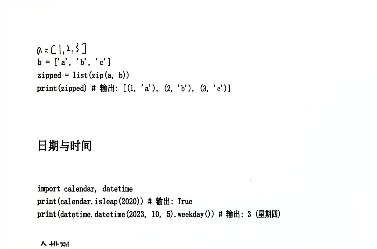 a = [1, 2, 3]
b = ['a', 'b', 'c']
zipped = list(zip(a, b))
print(zipped) # 输出: [(1, 'a'), (2, 'b'), (3, 'c')]
日期与时间
import calendar, datetime
print(calendar.isleap(2020)) # 输出: True
print(datetime.datetime(2023, 10, 5).weekday()) # 输出: 3 (星期四)